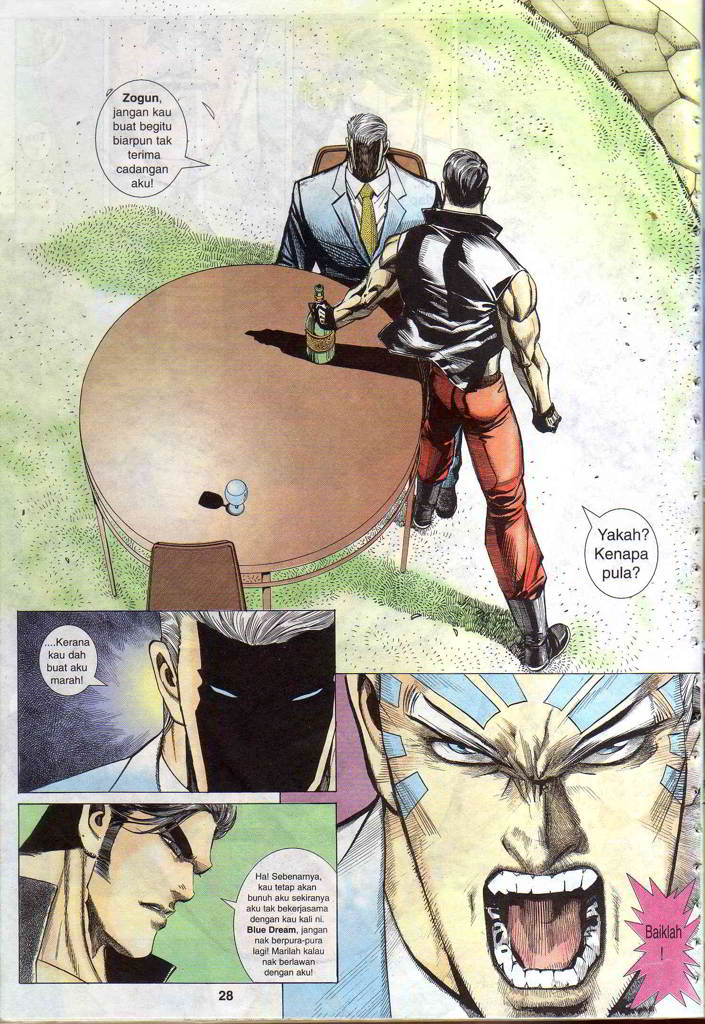 Zogun,
jangan kau
buat begitu
biarpun tak
terima
cadangan
aku!
Yakah?
Kenapa
pula?
....Kerana
kau dah
buat aku
marah!
Ha! Sebenarnya,
kau tetap akan
bunuh aku sekiranya
aku tak bekerjasama
dengan kau kali ni.
Blue Dream, jangan
nak berpura-pura
lagi! Marilah kalau
nak berlawan
dengan aku!
Baiklah
!
28